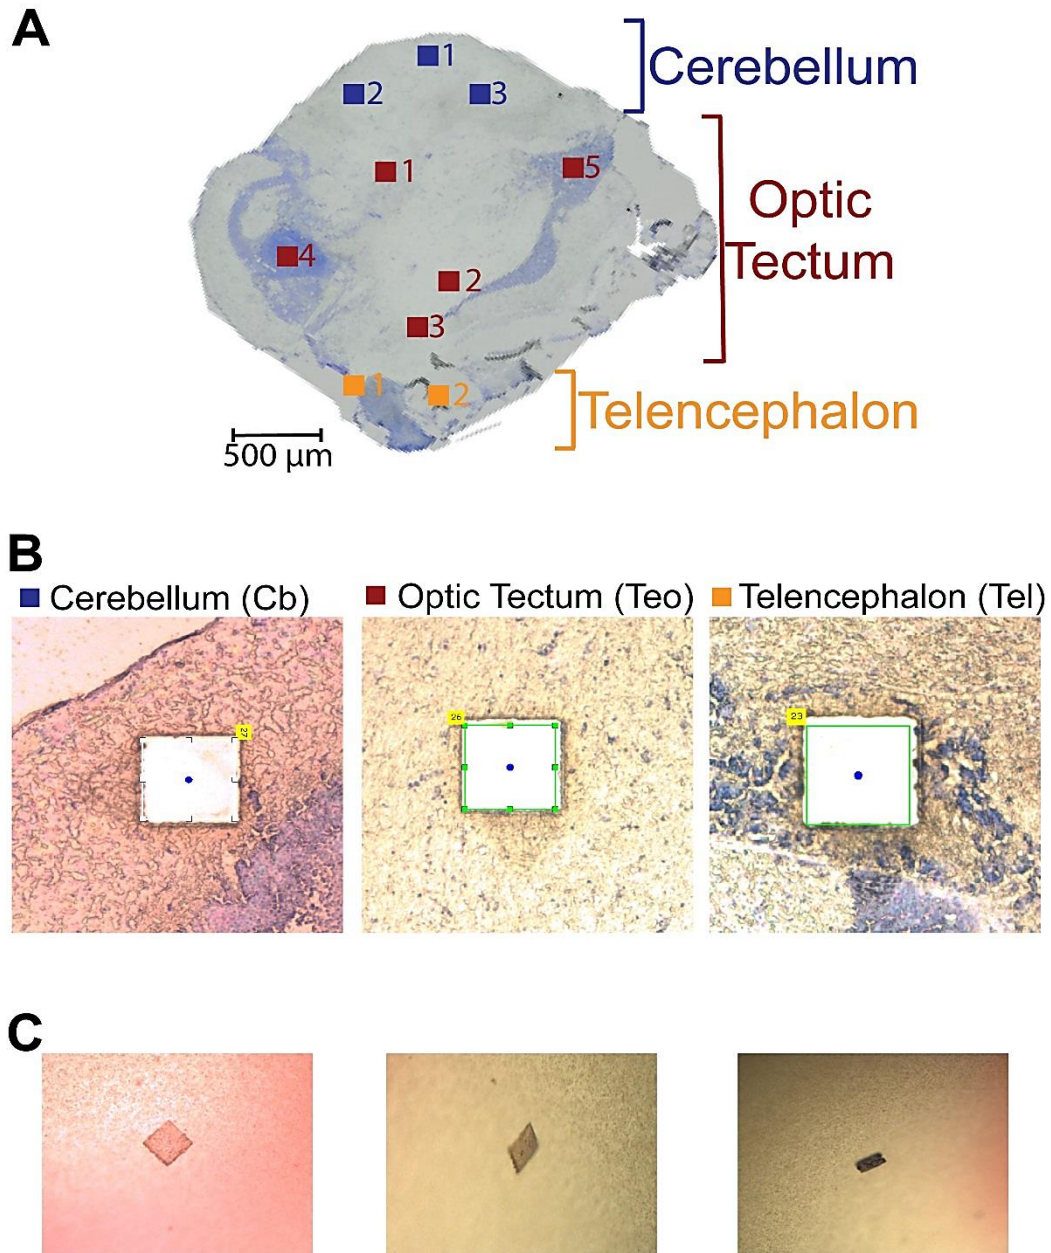 A
1
2
3
Cerebellum
1
5
4
2
3
Optic
Tectum
1
2
Telencephalon
500 µm
B
Cerebellum (Cb)
Optic Tectum (Teo)
Telencephalon (Tel)
27
26
23
C